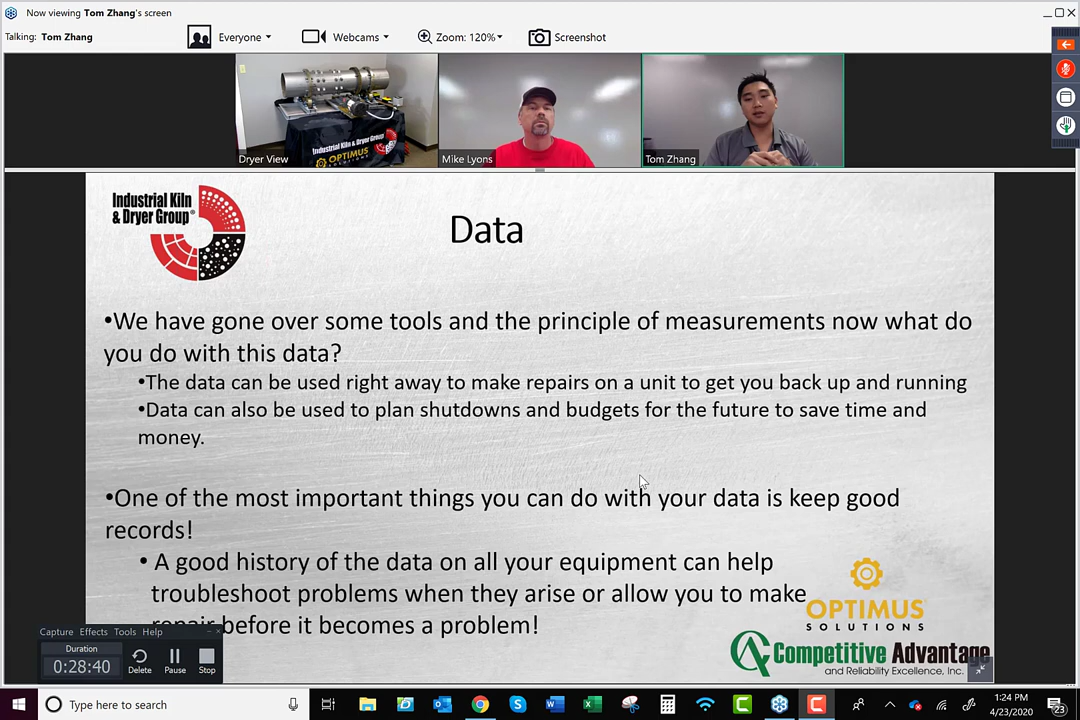 Now viewing Tom Zhang's screen
Talking: Tom Zhang
Everyone
Webcams
Zoom: 120%
Screenshot
Industrial Kiln & Dryer Group
OPTIMUS
SOLUTIONS
Dryer View
Mike Lyons
Tom Zhang
Industrial Kiln
& Dryer Group®
Data
•We have gone over some tools and the principle of measurements now what do
you do with this data?
•The data can be used right away to make repairs on a unit to get you back up and running
•Data can also be used to plan shutdowns and budgets for the future to save time and
money.
•One of the most important things you can do with your data is keep good
records!
• A good history of the data on all your equipment can help
troubleshoot problems when they arise or allow you to make
repair before it becomes a problem!
OPTIMUS
SOLUTIONS
Competitive Advantage
and Reliability Excellence, Inc.
Capture Effects Tools Help
Duration
0:28:40
Delete
Pause
Stop
Type here to search
1:24 PM
4/23/2020
23